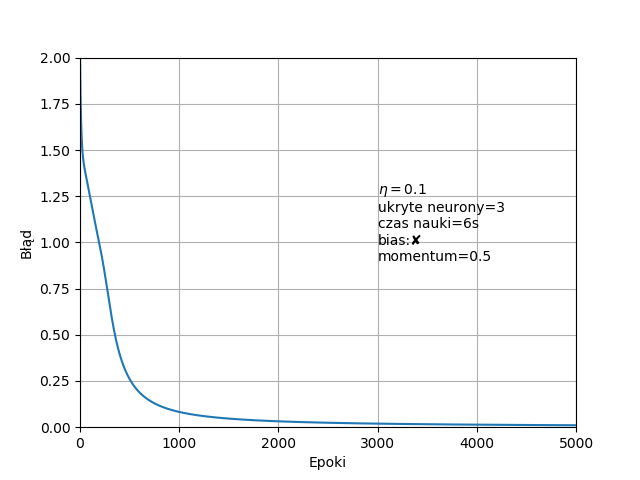 2.00
1.75
1.50
1.25
1.00
0.75
0.50
0.25
0.00
Błąd
η = 0.1
ukryte neurony=3
czas nauki=6s
bias:✘
momentum=0.5
0 1000 2000 3000 4000 5000
Epoki